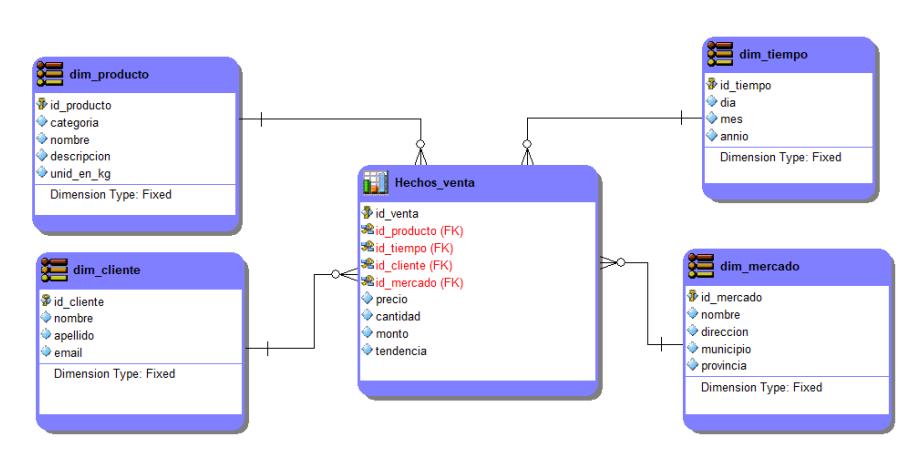 dim_producto
id_producto
categoria
nombre
descripcion
unid_en_kg
Dimension Type: Fixed
dim_tiempo
id_tiempo
dia
mes
annio
Dimension Type: Fixed
Hechos_venta
id_venta
id_producto (FK)
id_tiempo (FK)
id_cliente (FK)
id_mercado (FK)
precio
cantidad
monto
tendencia
dim_cliente
id_cliente
nombre
apellido
email
Dimension Type: Fixed
dim_mercado
id_mercado
nombre
direccion
municipio
provincia
Dimension Type: Fixed